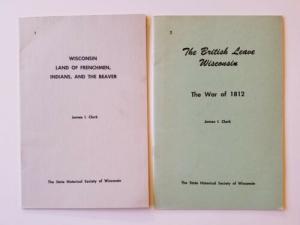 1
WISCONSIN
LAND OF FRENCHMEN,
INDIANS, AND THE BEAVER
James I. Clark
The State Historical Society of Wisconsin
2
The British Leave
Wisconsin
The War of 1812
James I. Clark
The State Historical Society of Wisconsin